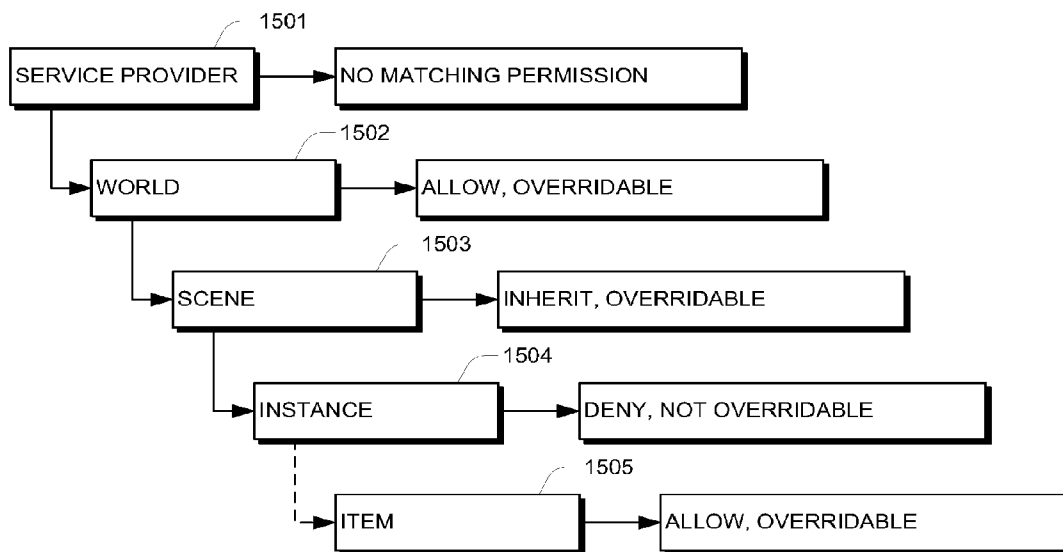 1501
SERVICE PROVIDER
NO MATCHING PERMISSION
1502
WORLD
ALLOW, OVERRIDABLE
1503
SCENE
INHERIT, OVERRIDABLE
1504
INSTANCE
DENY, NOT OVERRIDABLE
1505
ITEM
ALLOW, OVERRIDABLE